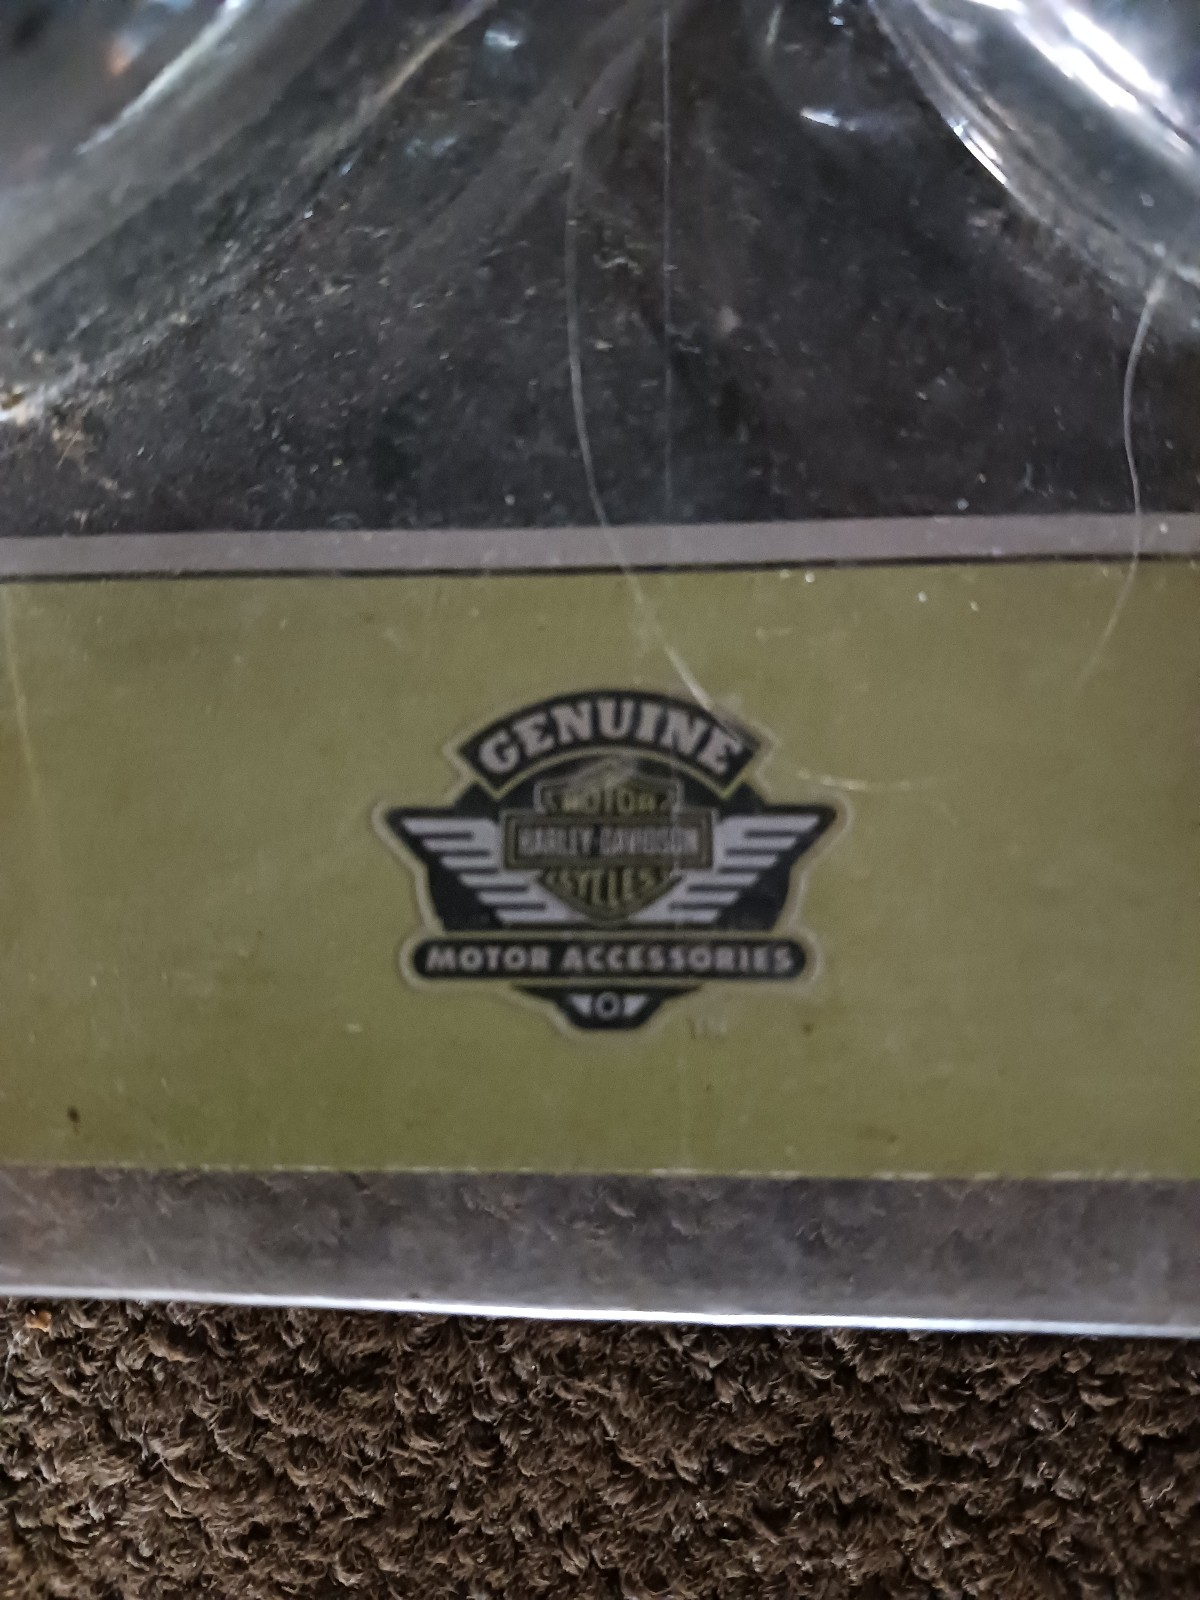 GENUINE
MOTOR
HARLEY-DAVIDSON
CYCLES
MOTOR ACCESSORIES
TM